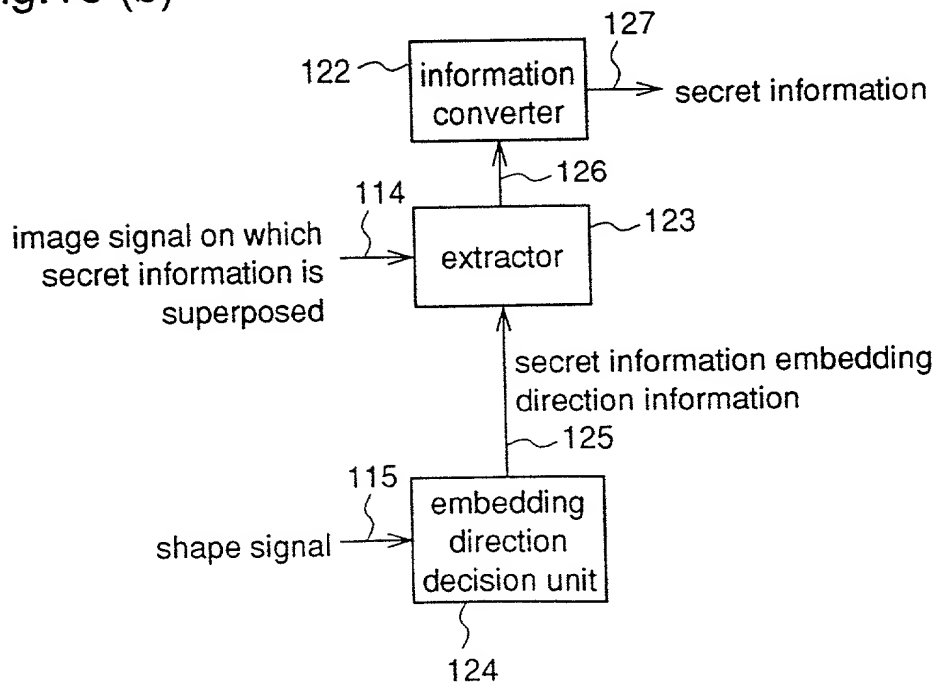 (b)
127
122
information
converter
secret information
126
114
123
image signal on which
secret information is
superposed
extractor
secret information embedding
direction information
125
115
shape signal
embedding
direction
decision unit
124